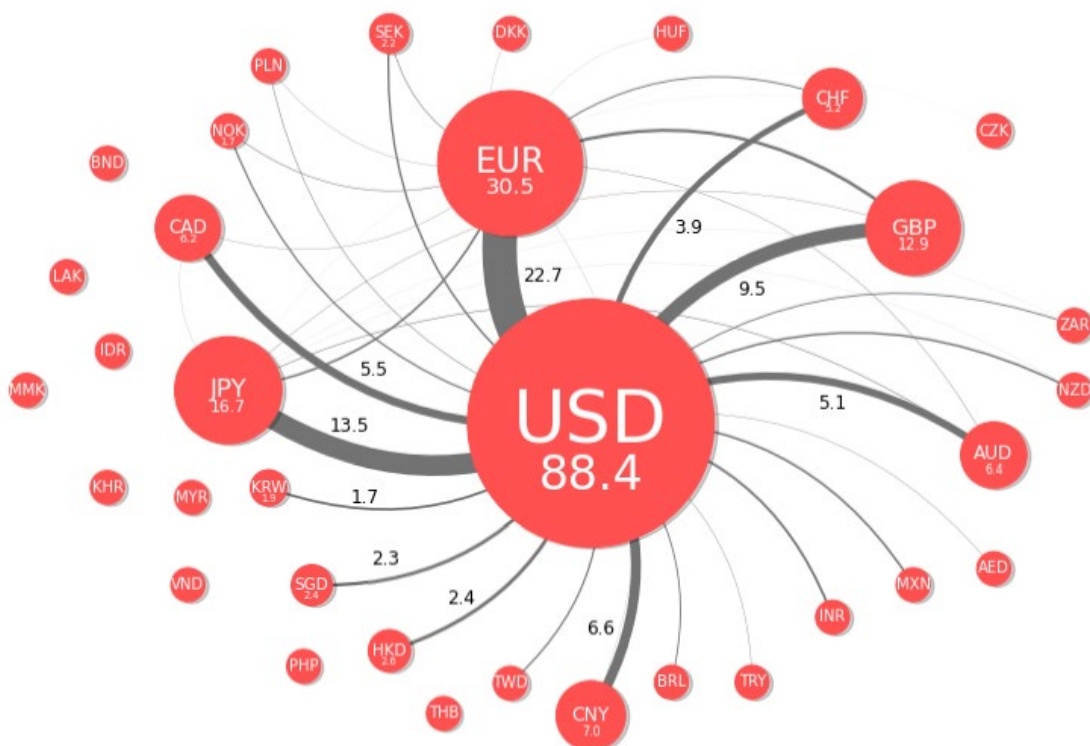 SEK
2.2
DKK
HUF
PLN
CHF
5.2
NOK
1.7
CZK
BND
EUR
30.5
CAD
6.2
GBP
12.9
3.9
LAK
22.7
9.5
ZAR
IDR
MMK
JPY
16.7
5.5
NZD
5.1
13.5
USD
88.4
AUD
6.4
KHR
MYR
KRW
1.9
1.7
2.3
VND
SGD
2.4
2.4
AED
MXN
INR
6.6
HKD
2.6
PHP
TWD
BRL
TRY
THB
CNY
7.0